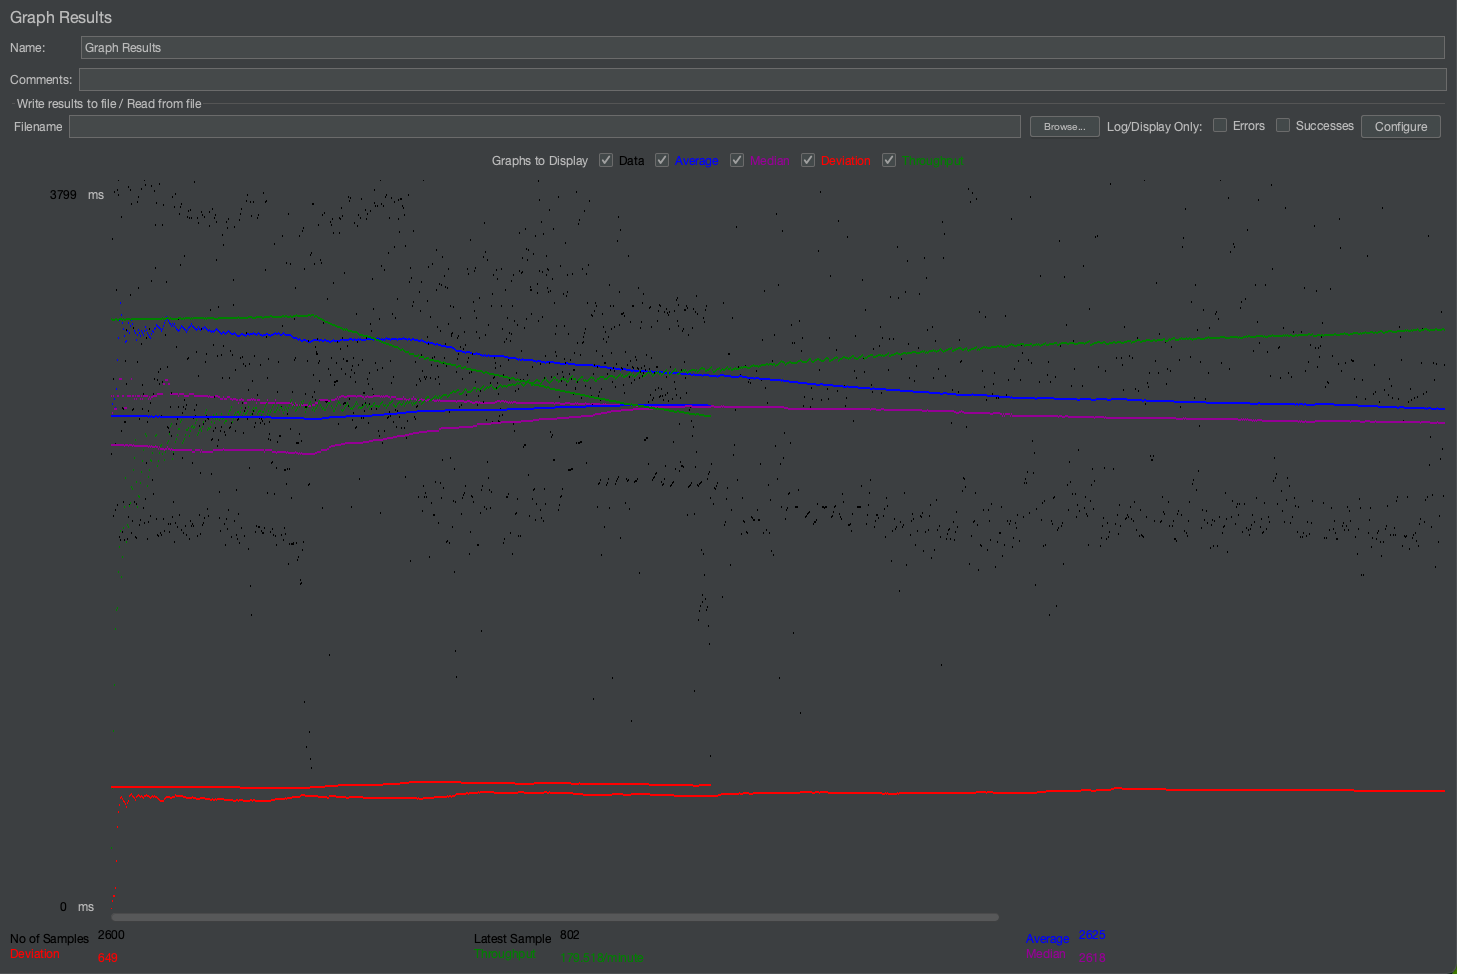 Graph Results
Name: Graph Results
Comments:
Write results to file / Read from file
Filename Browse... Log/Display Only: Errors Successes Configure
Graphs to Display Data Average Median Deviation Throughput
3799 ms
0 ms
No of Samples 2600 Latest Sample 802 Average 2625
Deviation 649 Throughput 179.518/minute Median